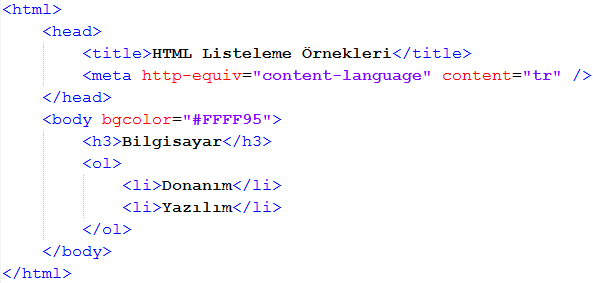 <html>
<head>
<title>HTML Listeleme Örnekleri</title>
<meta http-equiv="content-language" content="tr" />
</head>
<body bgcolor="#FFFF95">
<h3>Bilgisayar</h3>
<ol>
<li>Donanım</li>
<li>Yazılım</li>
</ol>
</body>
</html>